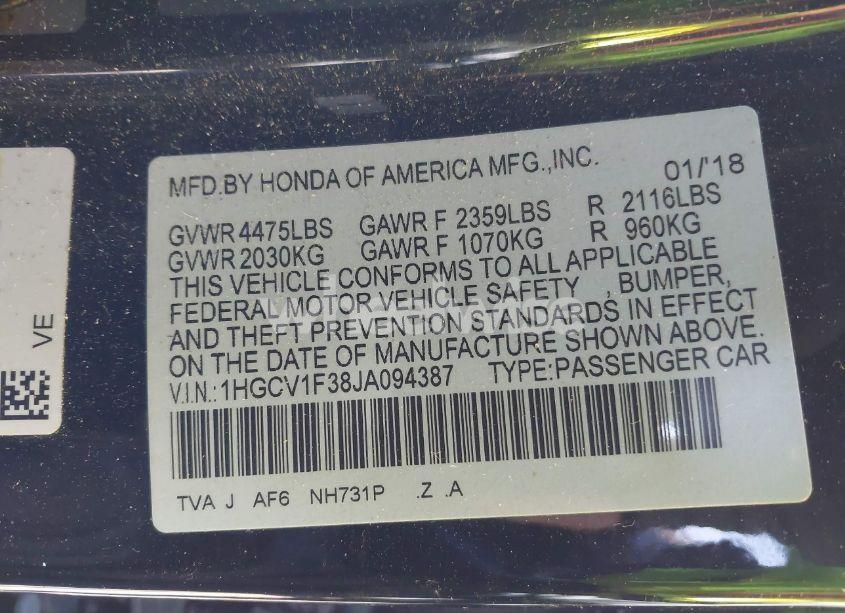 MFD.BY HONDA OF AMERICA MFG.,INC. 01/'18
GVWR 4475LBS GAWR F 2359LBS R 2116LBS
GVWR 2030KG GAWR F 1070KG R 960KG
THIS VEHICLE CONFORMS TO ALL APPLICABLE
FEDERAL MOTOR VEHICLE SAFETY , BUMPER,
AND THEFT PREVENTION STANDARDS IN EFFECT
ON THE DATE OF MANUFACTURE SHOWN ABOVE.
V.I.N.: 1HGCV1F38JA094387 TYPE:PASSENGER CAR
TVA J AF6 NH731P .Z .A
VE